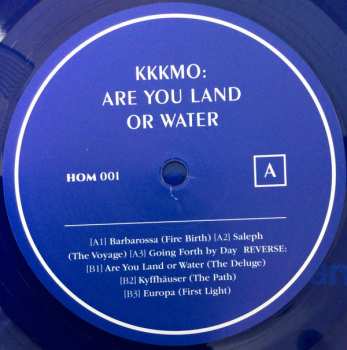 KKKMO:
ARE YOU LAND
OR WATER
HOM 001
A
[A1] Barbarossa (Fire Birth) [A2] Saleph
(The Voyage) [A3] Going Forth by Day REVERSE:
[B1] Are You Land or Water (The Deluge)
[B2] Kyffhäuser (The Path)
[B3] Europa (First Light)